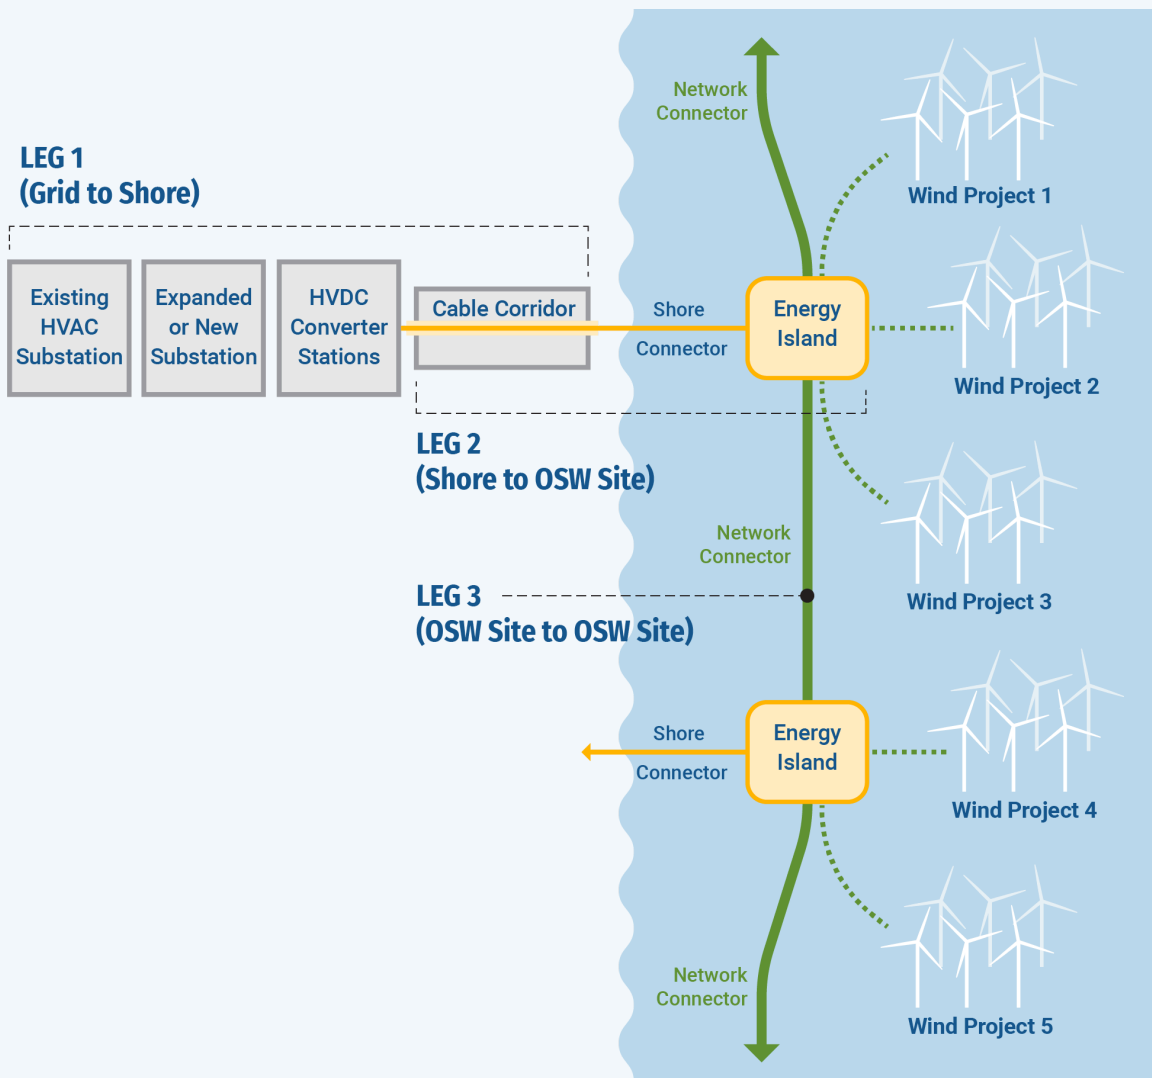 LEG 1
(Grid to Shore)
Existing
HVAC
Substation
Expanded
or New
Substation
HVDC
Converter
Stations
Cable Corridor
Shore
Connector
Energy
Island
Network
Connector
Wind Project 1
Wind Project 2
LEG 2
(Shore to OSW Site)
Network
Connector
Wind Project 3
LEG 3
(OSW Site to OSW Site)
Shore
Connector
Energy
Island
Wind Project 4
Network
Connector
Wind Project 5